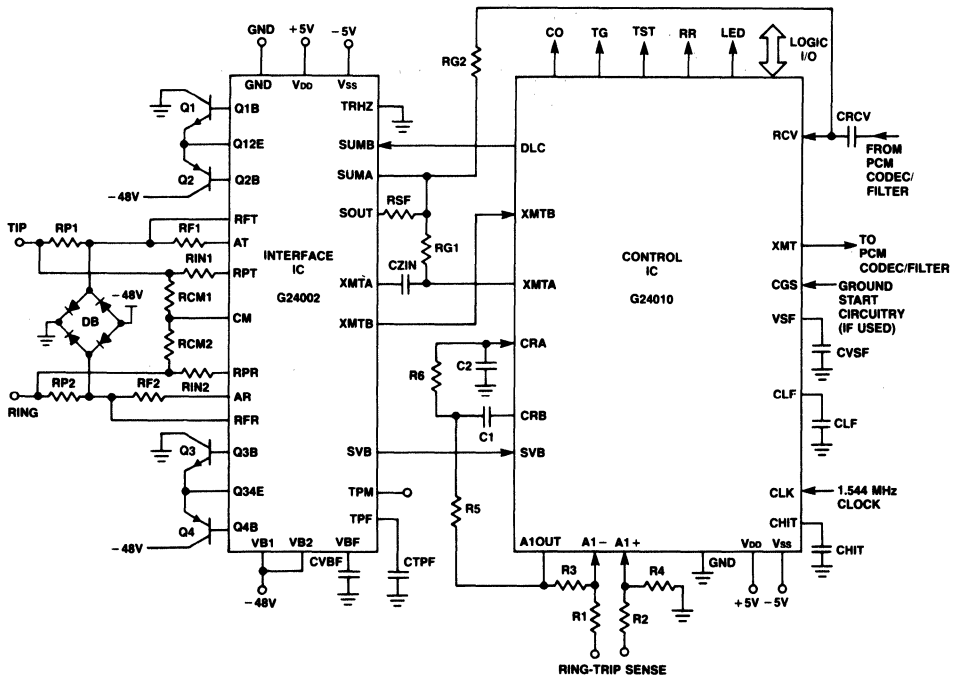 GND
+5V
−5V
GND
VDD
VSS
TRHZ
Q1
Q1B
Q12E
SUMB
Q2
Q2B
SUMA
−48V
RFT
SOUT
RSF
TIP
RP1
RF1
AT
RG1
RIN1
RPT
INTERFACE
IC
G24002
RCM1
XMTA
CZIN
−48V
DB
CM
XMTB
RCM2
RPR
RP2
RF2
RIN2
AR
RING
RFR
Q3
Q3B
SVB
Q34E
TPM
TPF
Q4
Q4B
−48V
VB1
VB2
VBF
CVBF
CTPF
−48V
RG2
CO
TG
TST
RR
LED
LOGIC
I/O
CRCV
RCV
FROM
PCM
CODEC/
FILTER
DLC
XMTB
CONTROL
IC
G24010
XMT
TO
PCM
CODEC/FILTER
XMTA
CGS
GROUND
START
CIRCUITRY
(IF USED)
VSF
CVSF
CRA
R6
C2
CRB
C1
CLF
CLF
SVB
R5
CLK
1.544 MHz
CLOCK
CHIT
CHIT
A1OUT
A1−
A1+
GND
VDD
VSS
R3
R4
+5V
−5V
R1
R2
RING-TRIP SENSE